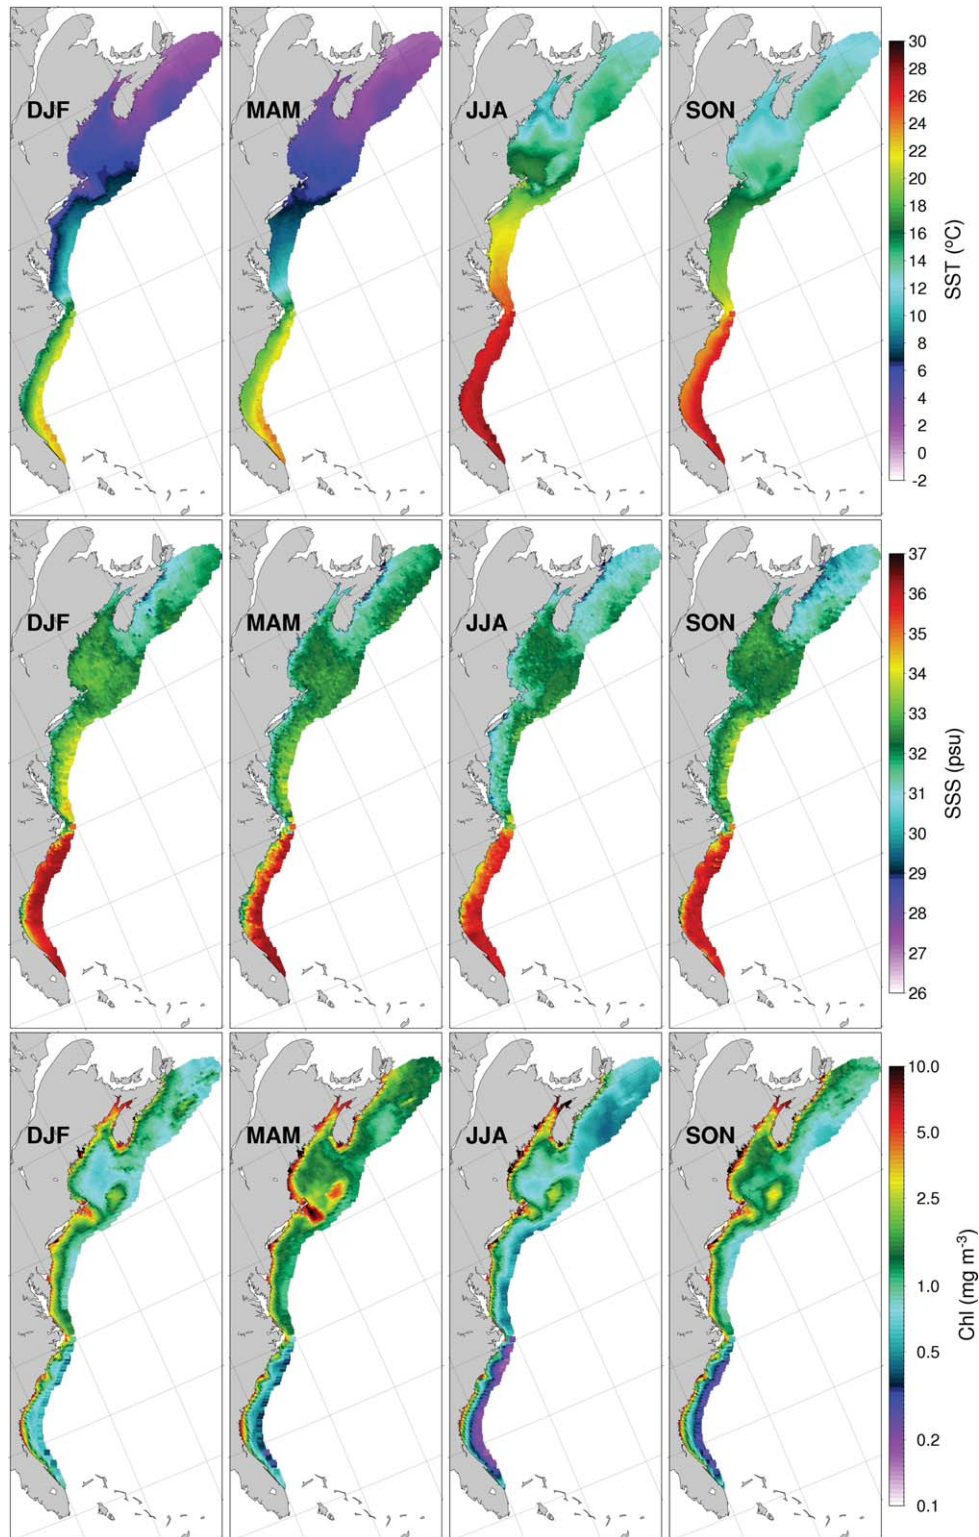 DJF
MAM
JJA
SON
30
28
26
24
22
20
18
16
14
12
10
8
6
4
2
0
-2
SST (ºC)
DJF
MAM
JJA
SON
37
36
35
34
33
32
31
30
29
28
27
26
SSS (psu)
DJF
MAM
JJA
SON
10.0
5.0
2.5
1.0
0.5
0.2
0.1
Chl (mg m-3)